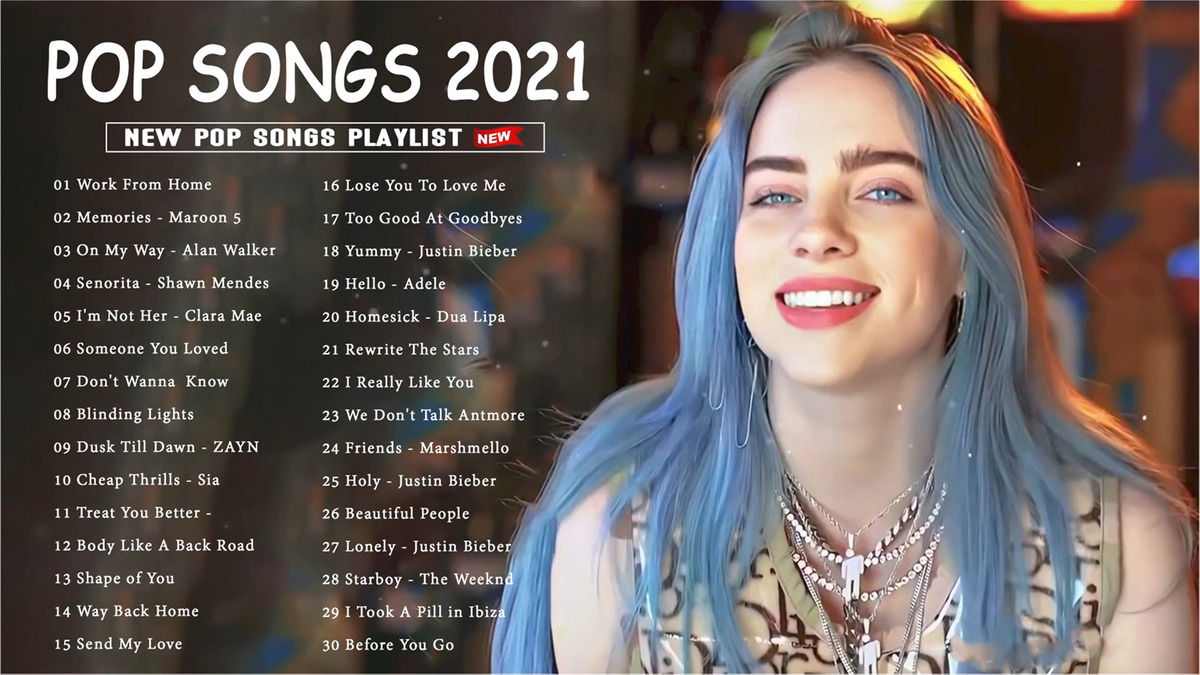 POP SONGS 2021
NEW POP SONGS PLAYLIST NEW
01 Work From Home
02 Memories - Maroon 5
03 On My Way - Alan Walker
04 Senorita - Shawn Mendes
05 I'm Not Her - Clara Mae
06 Someone You Loved
07 Don't Wanna Know
08 Blinding Lights
09 Dusk Till Dawn - ZAYN
10 Cheap Thrills - Sia
11 Treat You Better -
12 Body Like A Back Road
13 Shape of You
14 Way Back Home
15 Send My Love
16 Lose You To Love Me
17 Too Good At Goodbyes
18 Yummy - Justin Bieber
19 Hello - Adele
20 Homesick - Dua Lipa
21 Rewrite The Stars
22 I Really Like You
23 We Don't Talk Antmore
24 Friends - Marshmello
25 Holy - Justin Bieber
26 Beautiful People
27 Lonely - Justin Bieber
28 Starboy - The Weeknd
29 I Took A Pill in Ibiza
30 Before You Go